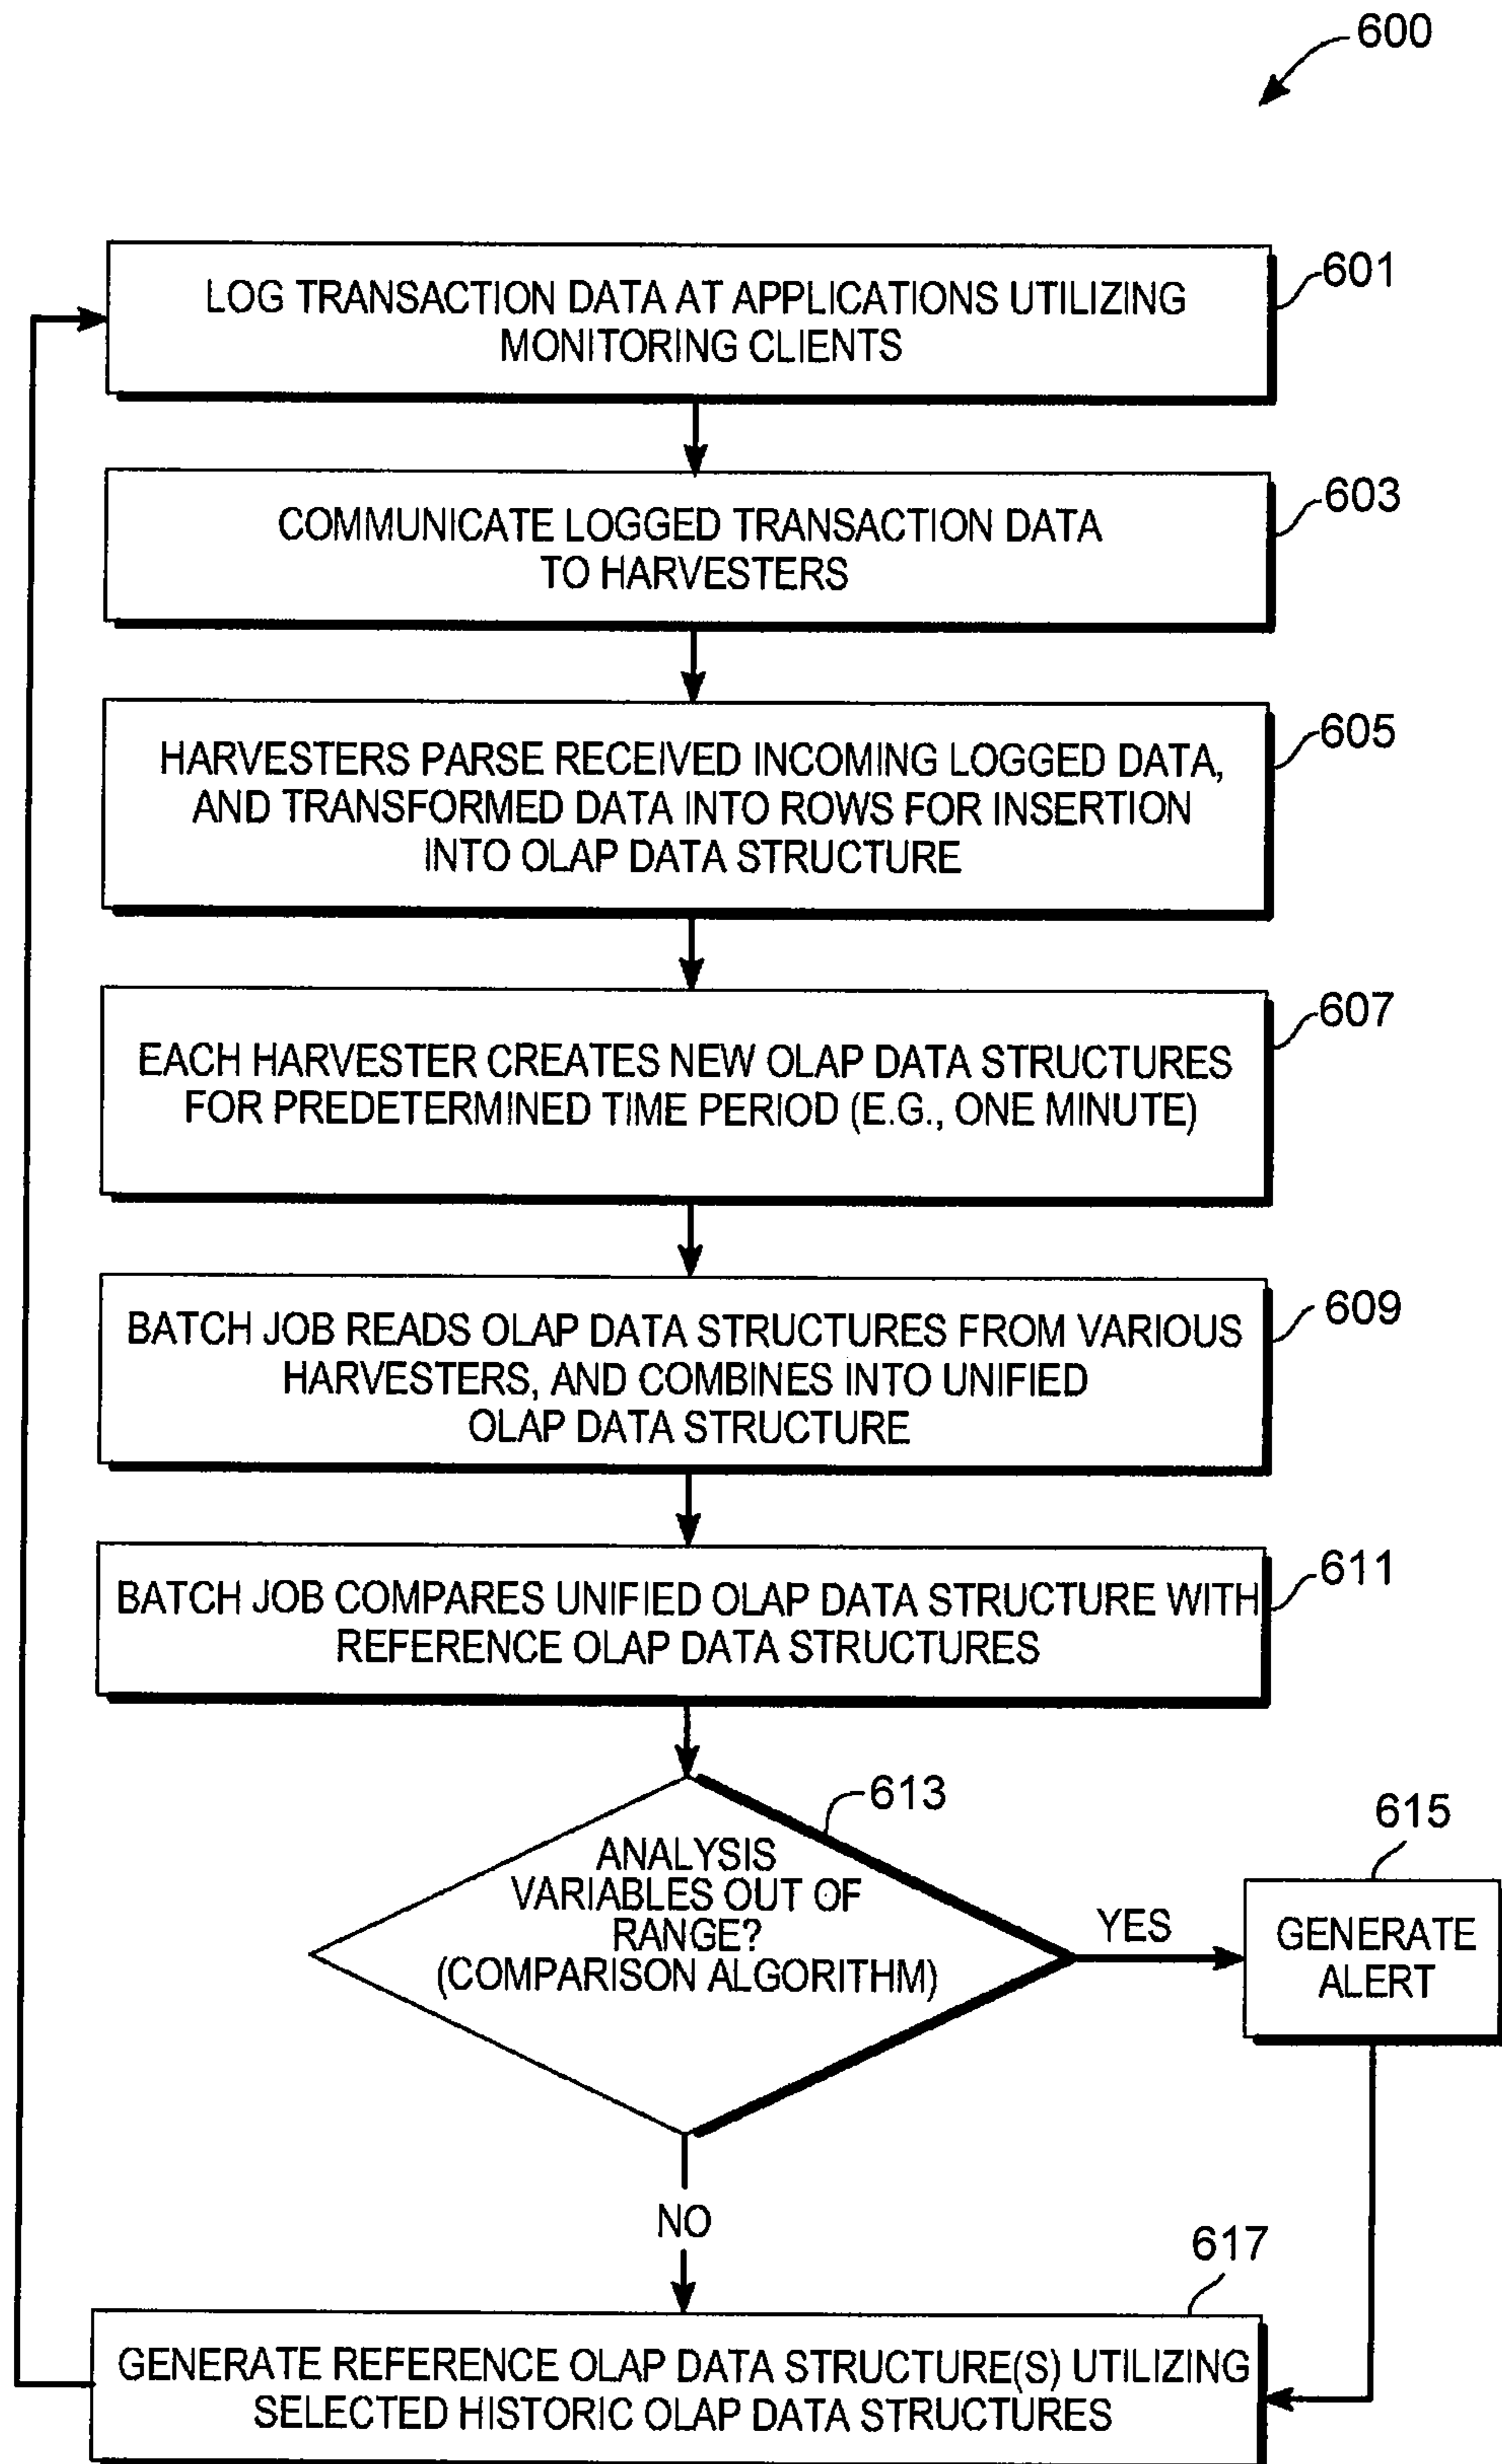 600
LOG TRANSACTION DATA AT APPLICATIONS UTILIZING
MONITORING CLIENTS
601
COMMUNICATE LOGGED TRANSACTION DATA
TO HARVESTERS
603
HARVESTERS PARSE RECEIVED INCOMING LOGGED DATA,
AND TRANSFORMED DATA INTO ROWS FOR INSERTION
INTO OLAP DATA STRUCTURE
605
EACH HARVESTER CREATES NEW OLAP DATA STRUCTURES
FOR PREDETERMINED TIME PERIOD (E.G., ONE MINUTE)
607
BATCH JOB READS OLAP DATA STRUCTURES FROM VARIOUS
HARVESTERS, AND COMBINES INTO UNIFIED
OLAP DATA STRUCTURE
609
BATCH JOB COMPARES UNIFIED OLAP DATA STRUCTURE WITH
REFERENCE OLAP DATA STRUCTURES
611
ANALYSIS
VARIABLES OUT OF
RANGE?
(COMPARISON ALGORITHM)
613
YES
GENERATE
ALERT
615
NO
GENERATE REFERENCE OLAP DATA STRUCTURE(S) UTILIZING
SELECTED HISTORIC OLAP DATA STRUCTURES
617